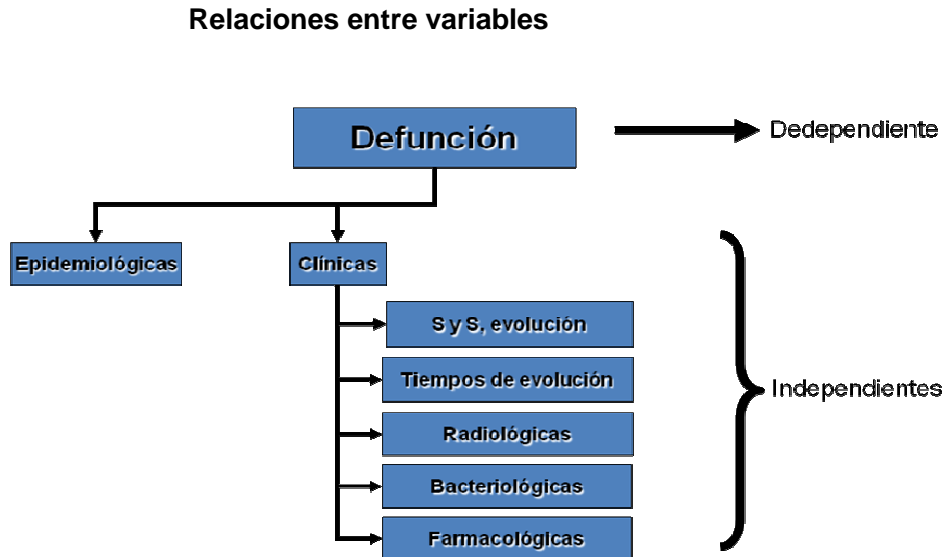 Relaciones entre variables
Defunción
Dedependiente
Epidemiológicas
Clínicas
S y S, evolución
Tiempos de evolución
Radiológicas
Independientes
Bacteriológicas
Farmacológicas